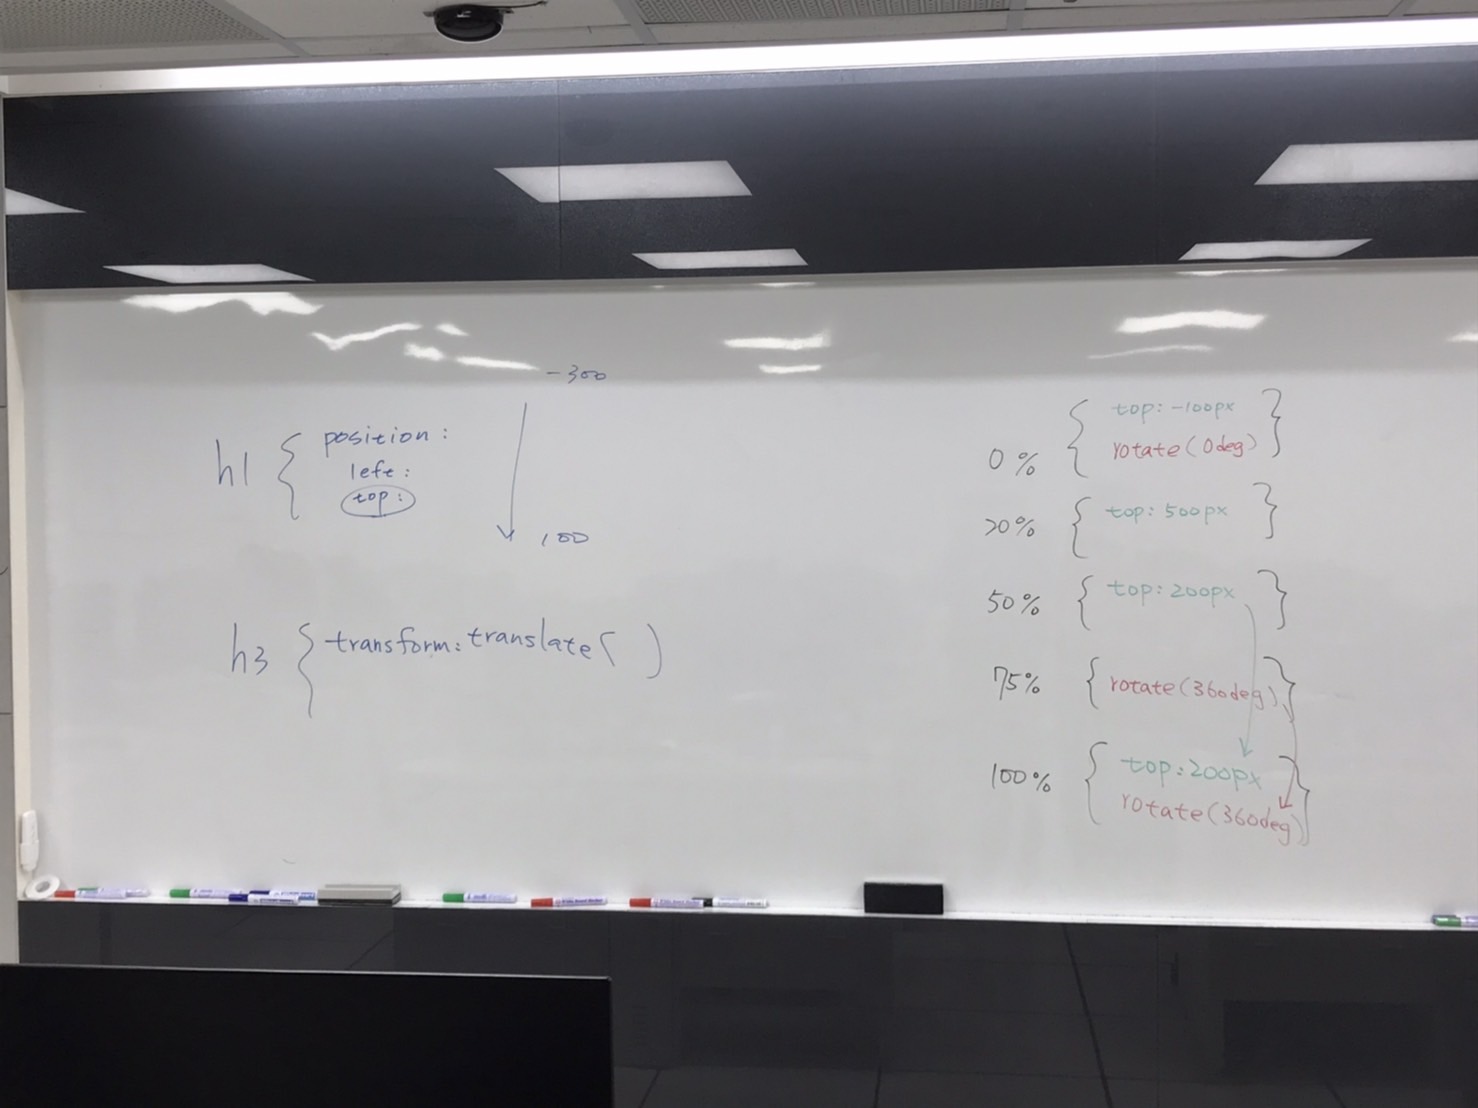 -300
h1 { position :
left :
top :
100
h3 { transform : translate( )
0% { top: -100px
rotate(0deg) }
20% { top: 500px }
50% { top: 200px }
75% { rotate(360deg) }
100% { top: 200px
rotate(360deg) }